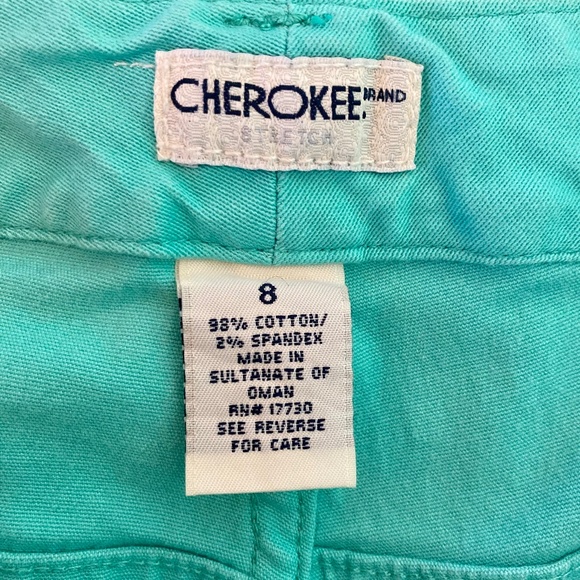 CHEROKEE BRAND
STRETCH
8
98% COTTON/
2% SPANDEX
MADE IN
SULTANATE OF
OMAN
RN# 17730
SEE REVERSE
FOR CARE